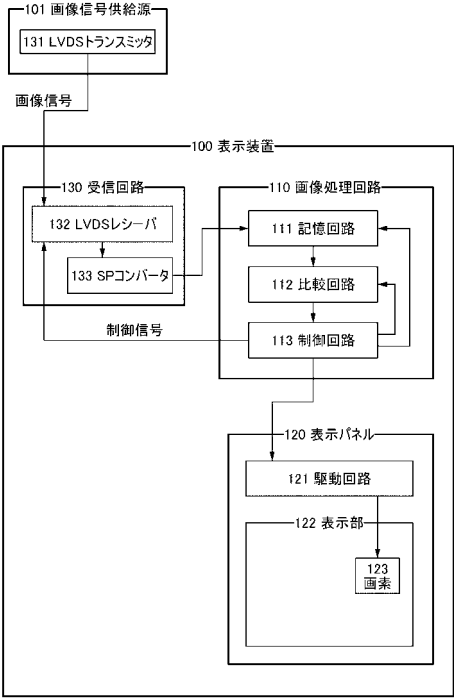 101 画像信号供給源
131 LVDSトランスミッタ
画像信号
100 表示装置
130 受信回路
110 画像処理回路
132 LVDSレシーバ
111 記憶回路
133 SPコンバータ
112 比較回路
制御信号
113 制御回路
120 表示パネル
121 駆動回路
122 表示部
123
画素